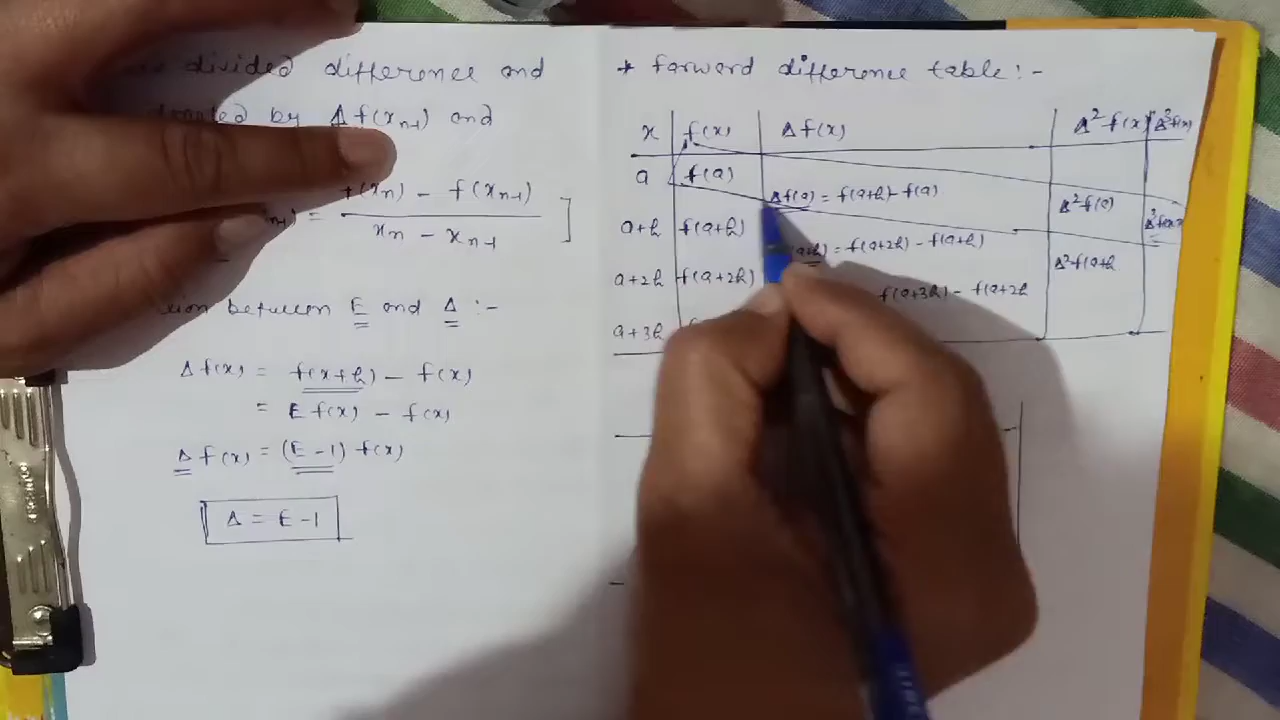 divided difference and
by Δf(xn-1) and
f(xn) - f(xn-1)
= xn - xn-1 ]
between E and Δ :-
Δf(x) = f(x+h) - f(x)
= E f(x) - f(x)
Δ f(x) = (E-1) f(x)
Δ = E-1
* forward difference table:-
x f(x) Δf(x) Δ²f(x) Δ³f(x)
a f(a) Δf(a) = f(a+h) - f(a) Δ²f(a)
a+h f(a+h) = f(a+2h) - f(a+h) Δ²f(a+h
a+2h f(a+2h) f(a+3h) - f(a+2h
a+3h